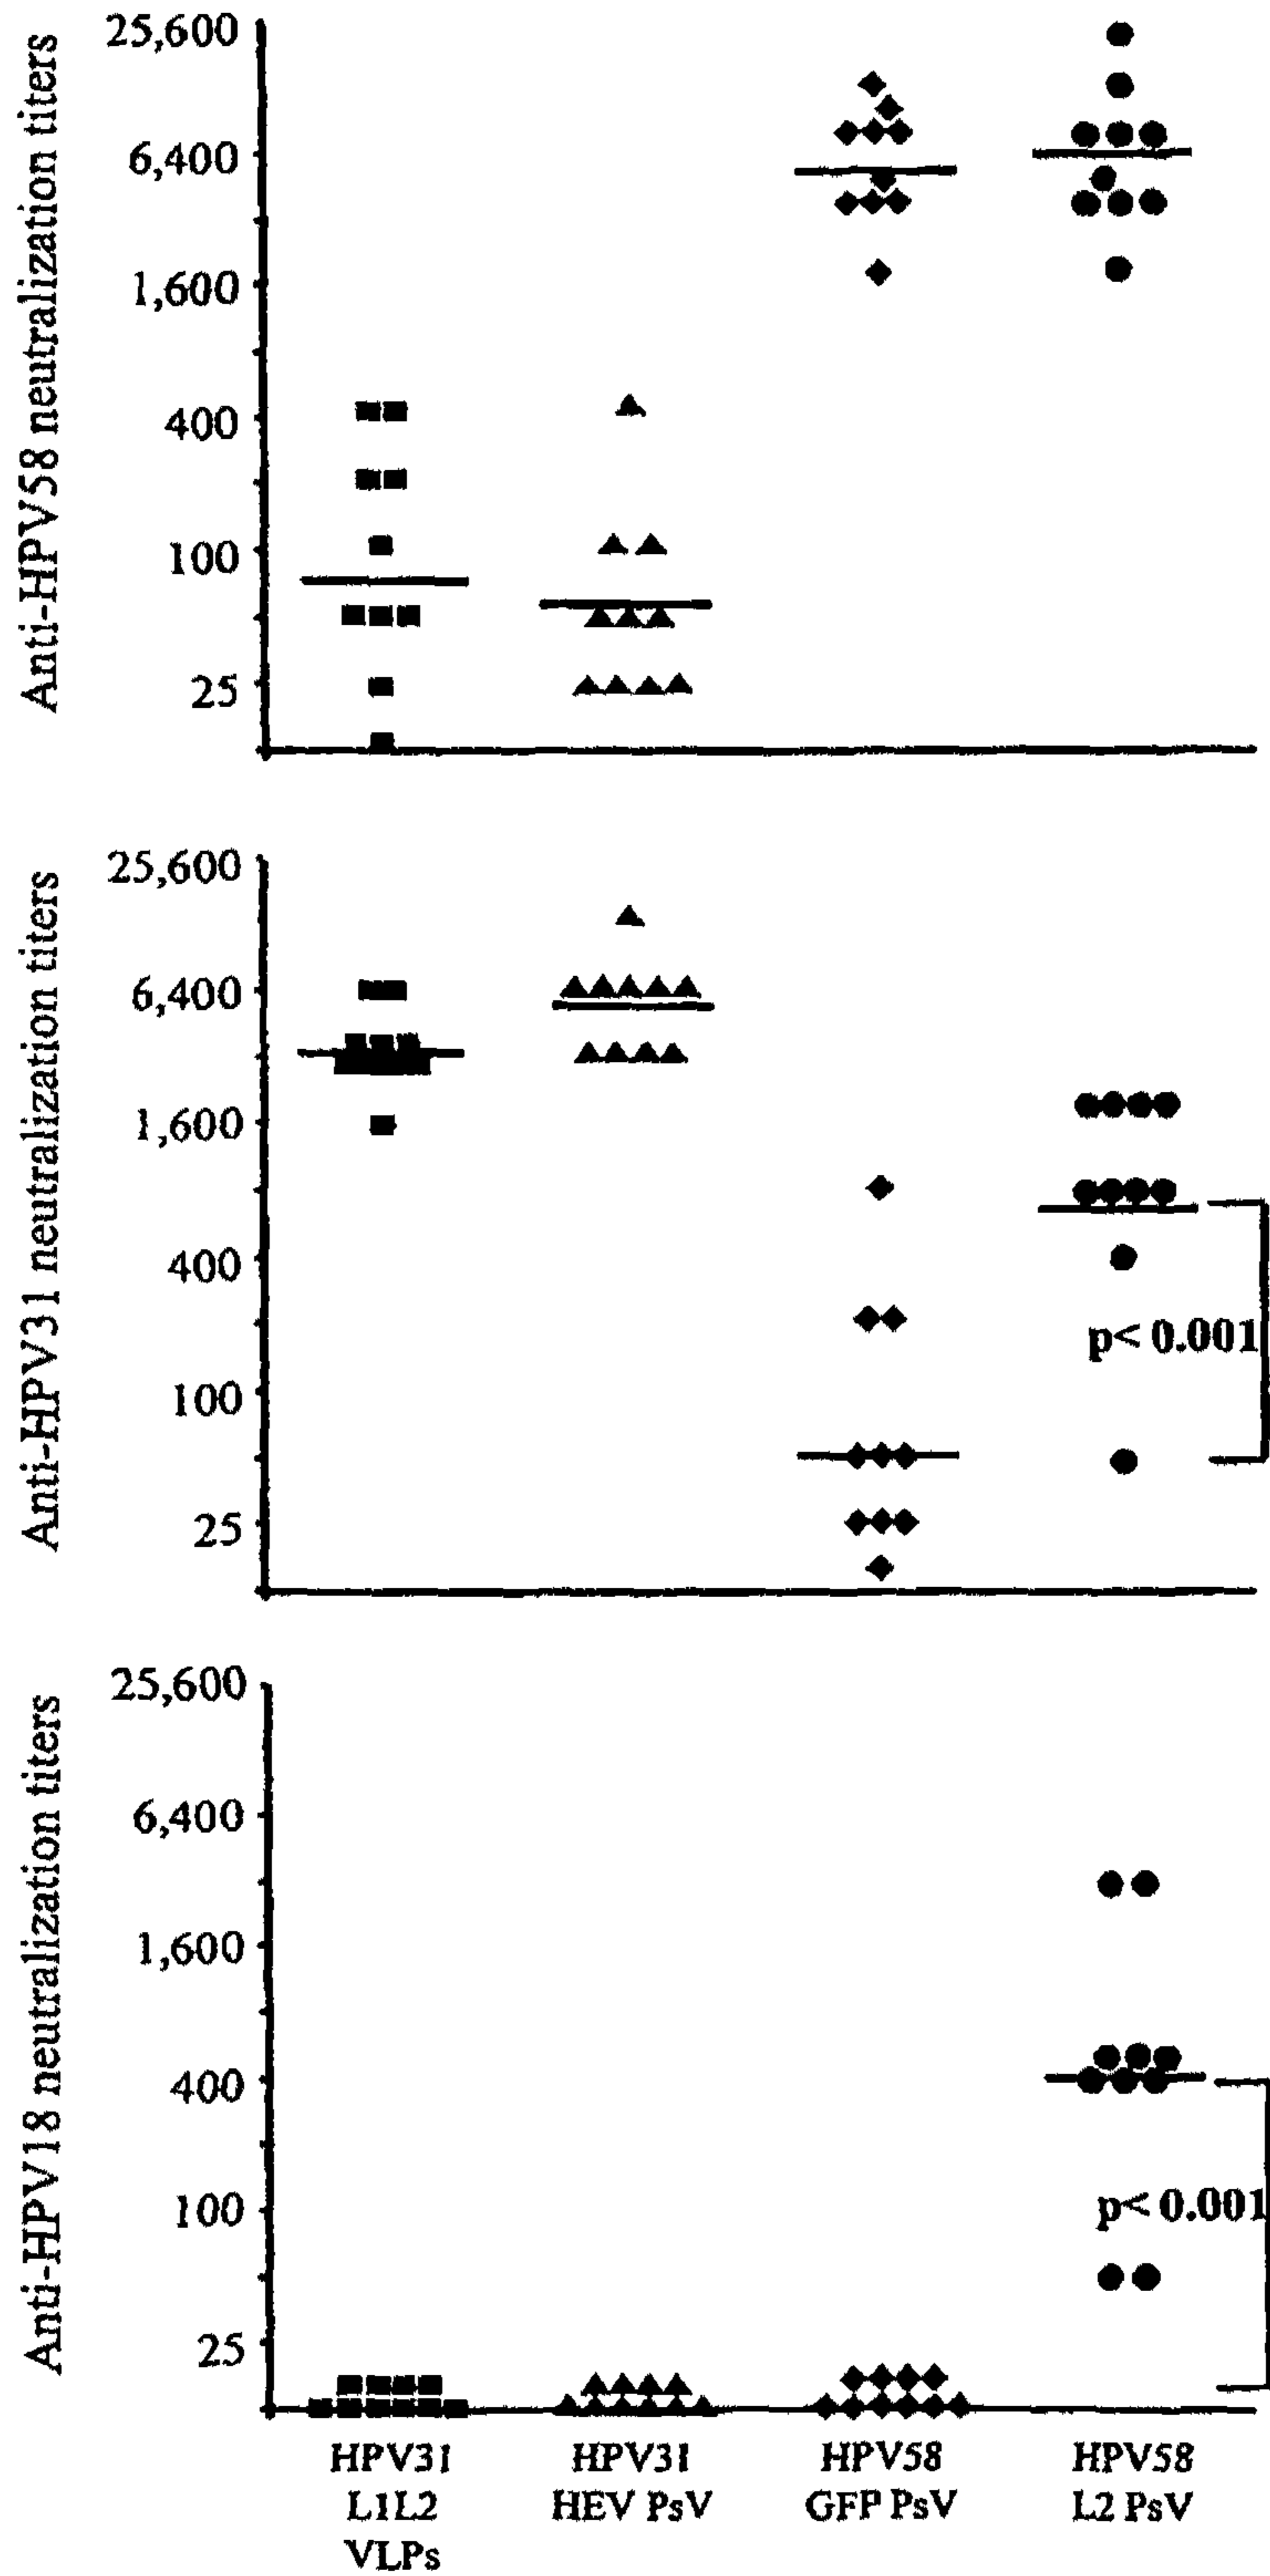 Anti-HPV58 neutralization titers
25,600
6,400
1,600
400
100
25
Anti-HPV31 neutralization titers
25,600
6,400
1,600
400
100
25
p< 0.001
Anti-HPV18 neutralization titers
25,600
6,400
1,600
400
100
25
p< 0.001
HPV31
L1L2
VLPs
HPV31
HEV PsV
HPV58
GFP PsV
HPV58
L2 PsV